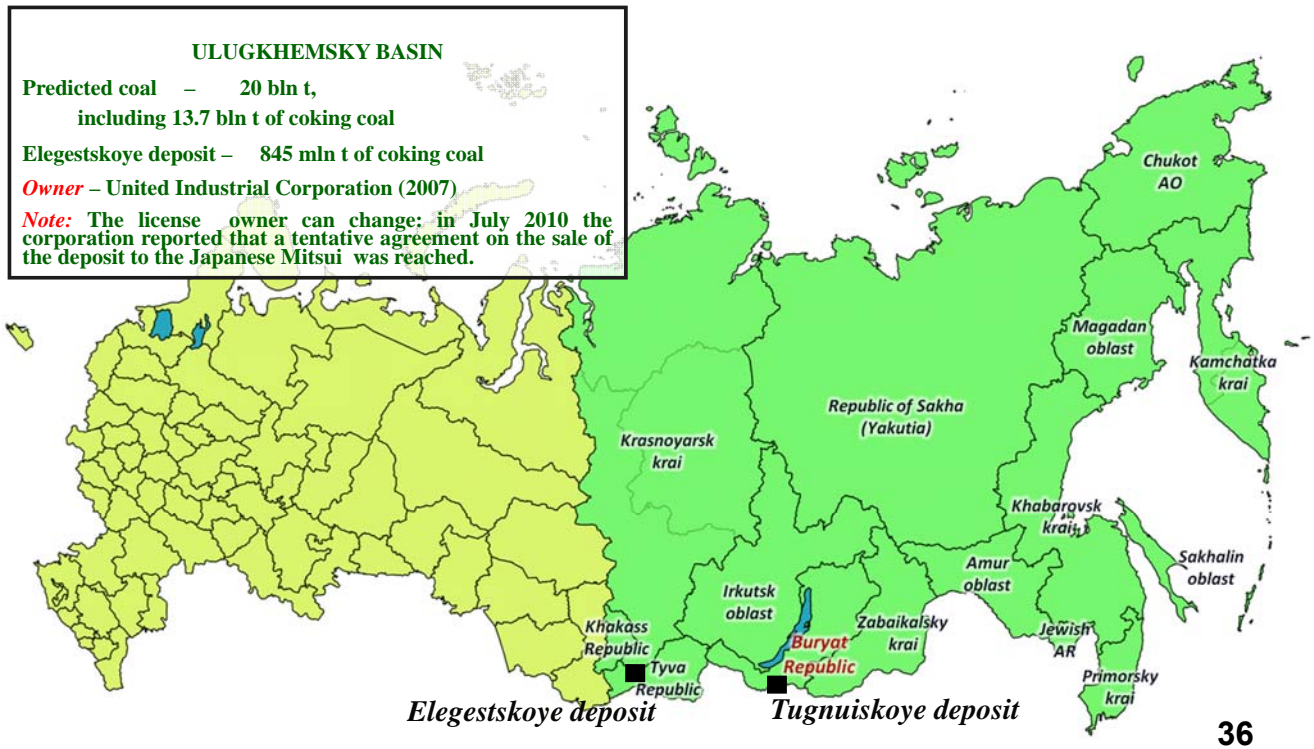 ULUGKHEMSKY BASIN
Predicted coal – 20 bln t,
including 13.7 bln t of coking coal
Elegestskoye deposit – 845 mln t of coking coal
Owner – United Industrial Corporation (2007)
Note: The license owner can change: in July 2010 the
corporation reported that a tentative agreement on the sale of
the deposit to the Japanese Mitsui was reached.
Chukot
AO
Magadan
oblast
Kamchatka
krai
Republic of Sakha
(Yakutia)
Krasnoyarsk
krai
Khabarovsk
krai
Sakhalin
oblast
Amur
oblast
Irkutsk
oblast
Zabaikalsky
krai
Khakass
Republic
Buryat
Republic
Jewish
AR
Tyva
Republic
Primorsky
krai
Elegestskoye deposit
Tugnuiskoye deposit
36